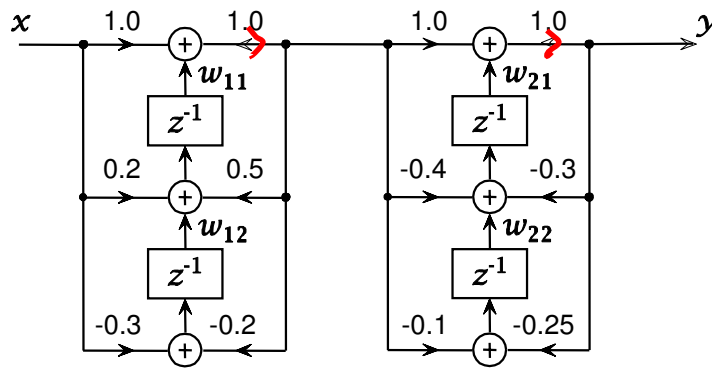 x 1.0 1.0 1.0 1.0 y
w₁₁ w₂₁
z⁻¹ z⁻¹
0.2 0.5 -0.4 -0.3
w₁₂ w₂₂
z⁻¹ z⁻¹
-0.3 -0.2 -0.1 -0.25